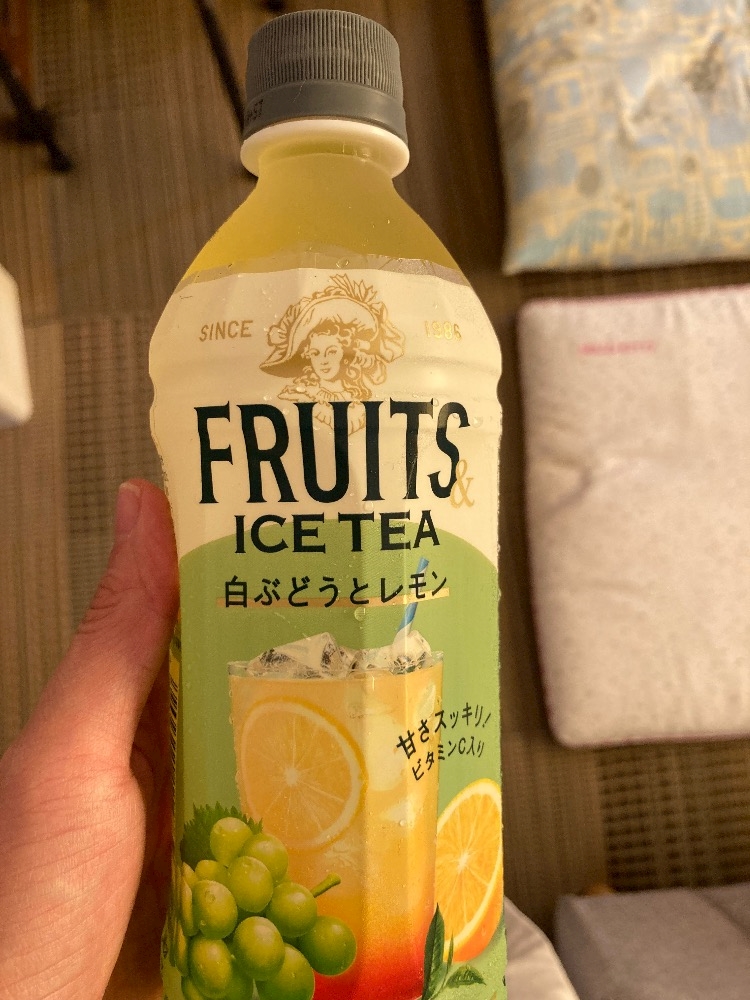 SINCE 1986
FRUITS
&
ICE TEA
白ぶどうとレモン
甘さスッキリ!
ビタミンC入り